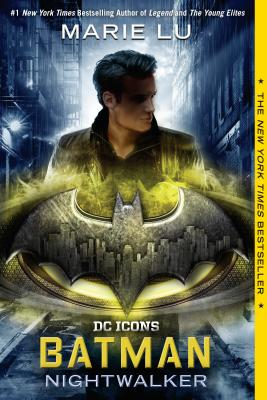 #1 New York Times Bestselling Author of Legend and The Young Elites
MARIE LU
★ THE NEW YORK TIMES BESTSELLER ★
DC ICONS
BATMAN
NIGHTWALKER